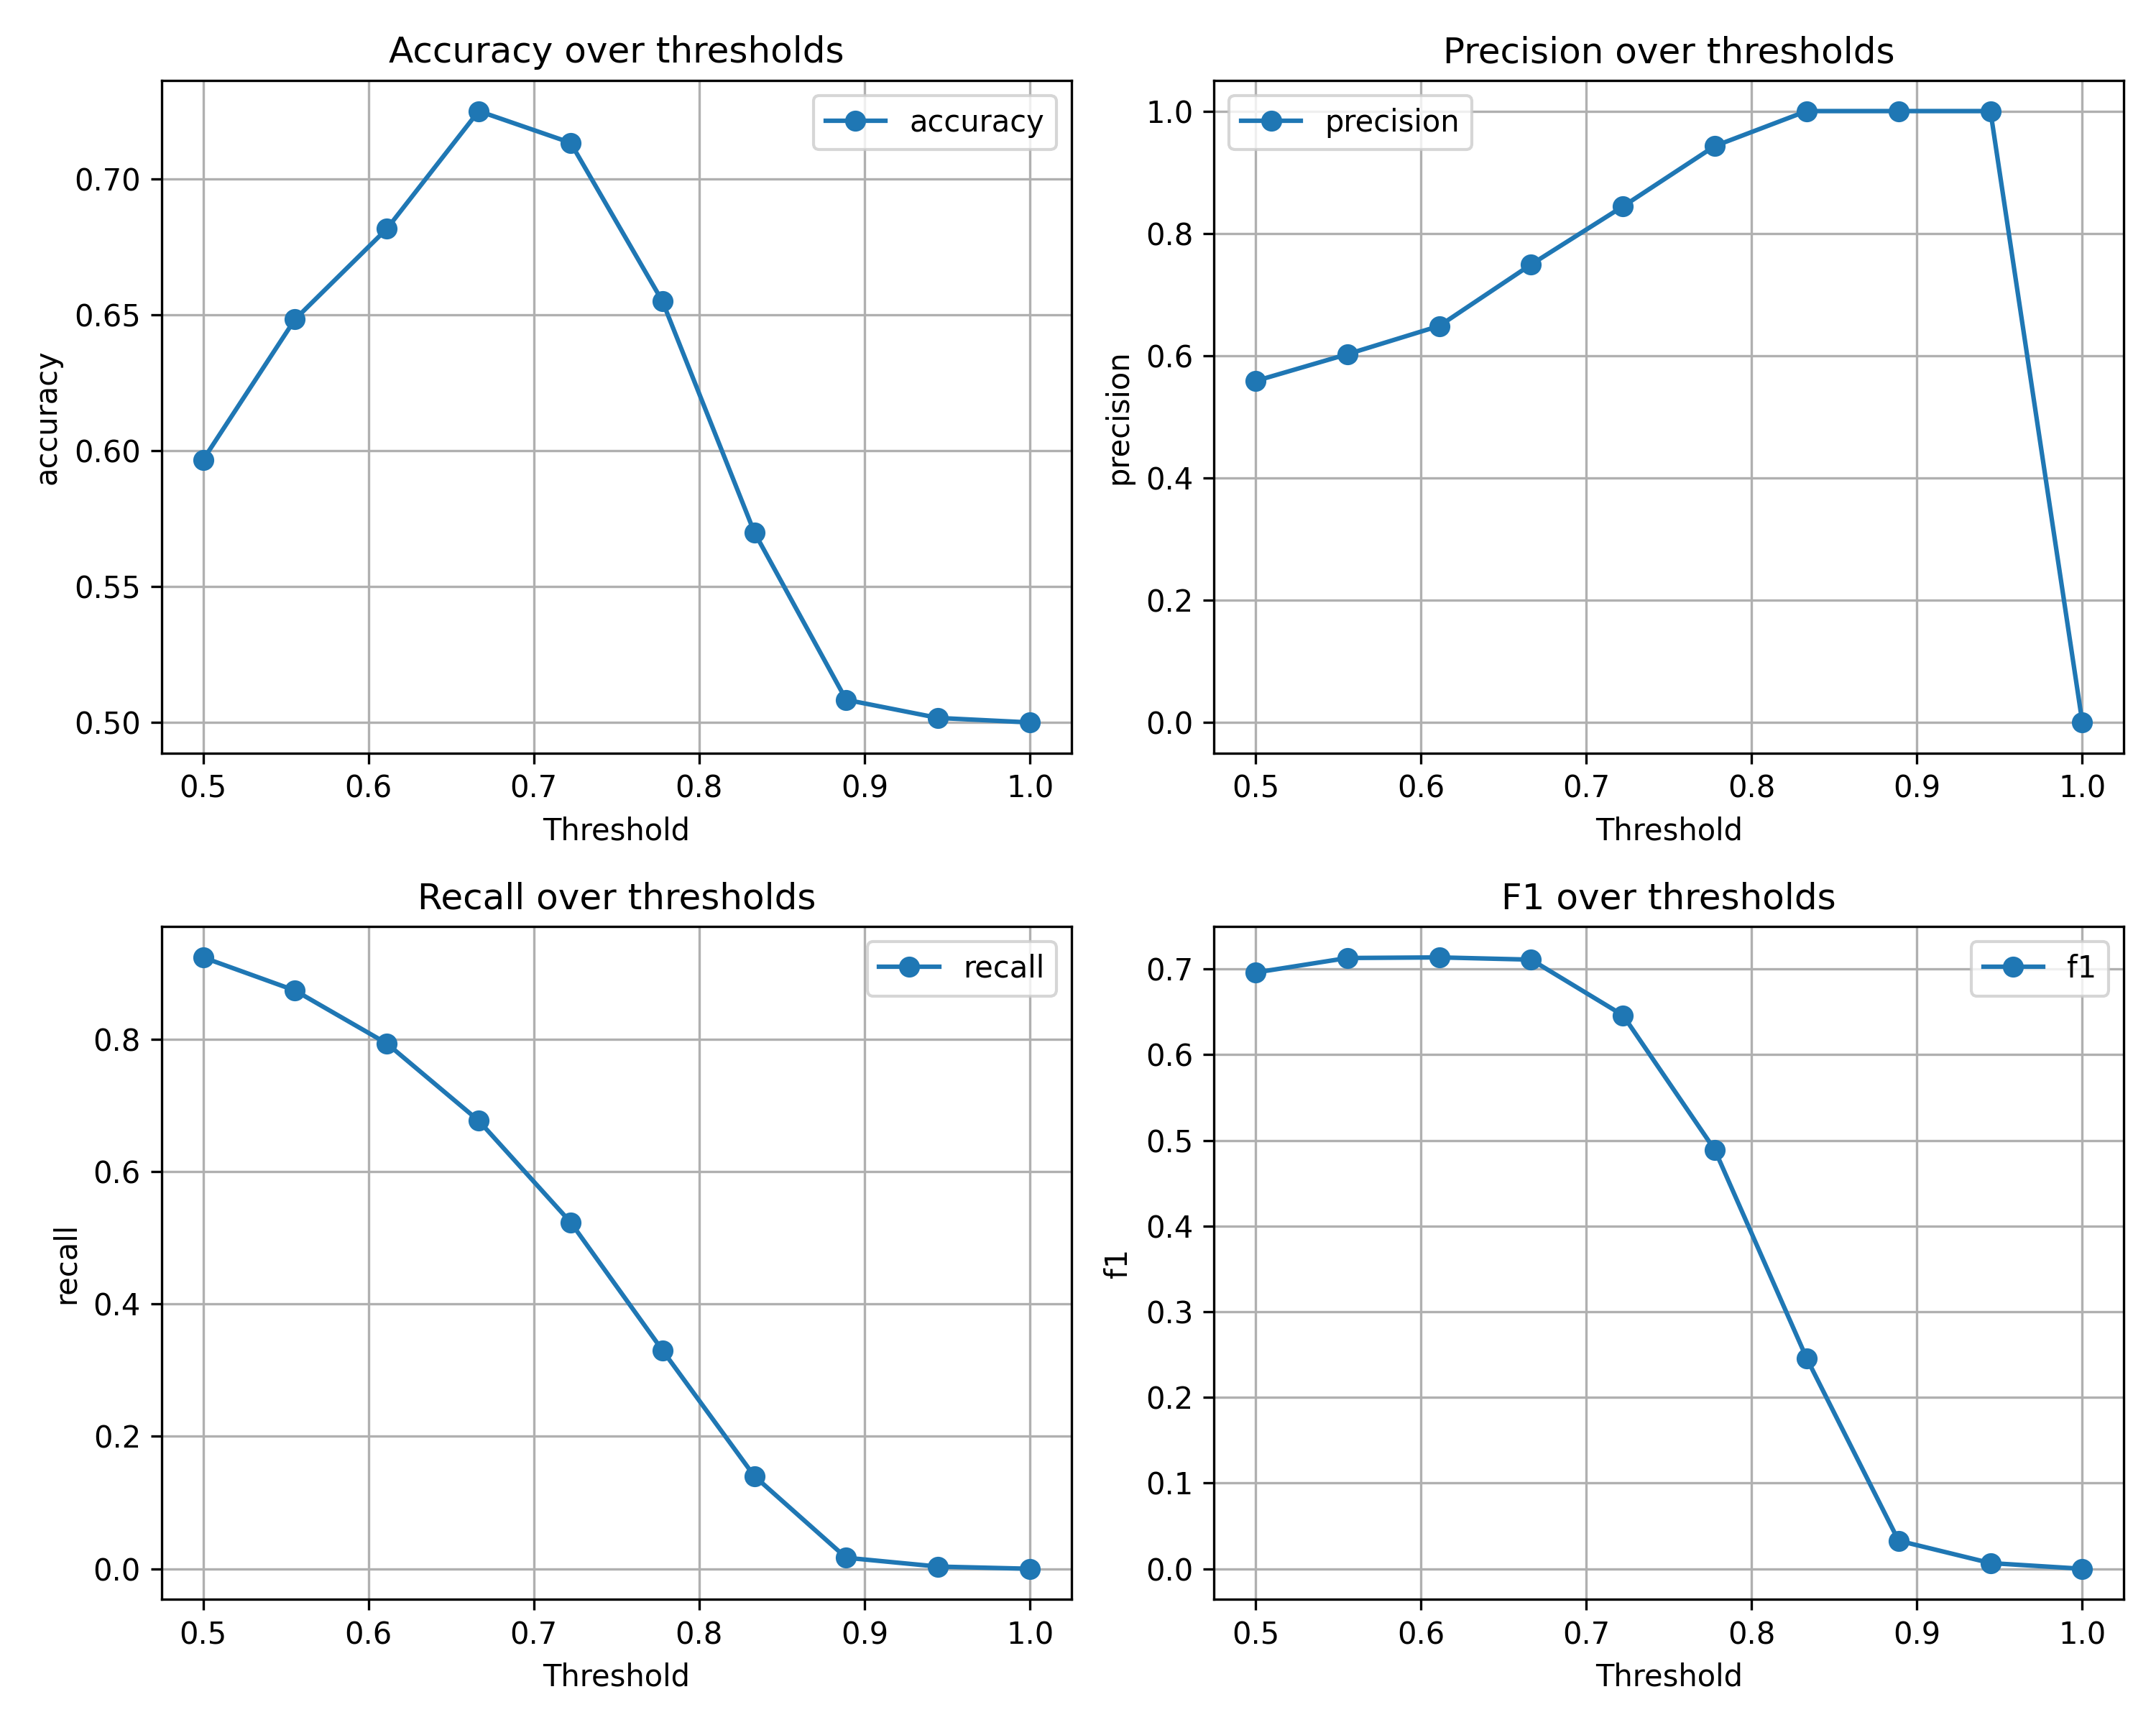 Accuracy over thresholds
accuracy
accuracy
0.70
0.65
0.60
0.55
0.50
0.5 0.6 0.7 0.8 0.9 1.0
Threshold
Precision over thresholds
precision
precision
1.0
0.8
0.6
0.4
0.2
0.0
0.5 0.6 0.7 0.8 0.9 1.0
Threshold
Recall over thresholds
recall
recall
0.8
0.6
0.4
0.2
0.0
0.5 0.6 0.7 0.8 0.9 1.0
Threshold
F1 over thresholds
f1
f1
0.7
0.6
0.5
0.4
0.3
0.2
0.1
0.0
0.5 0.6 0.7 0.8 0.9 1.0
Threshold